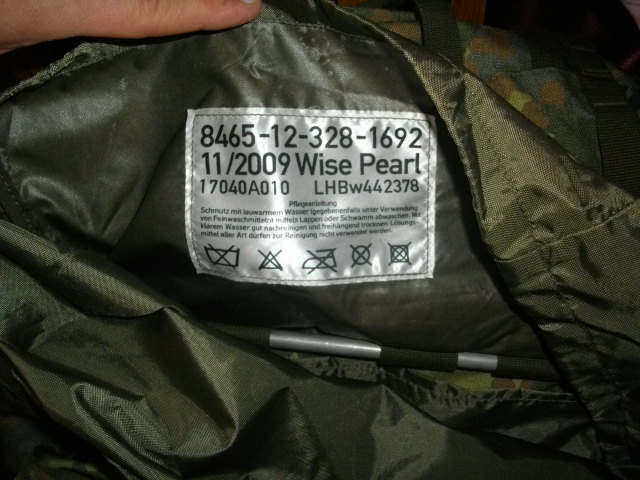 8465-12-328-1692
11/2009 Wise Pearl
17040A010 LHBw442378
Pflegeanleitung
Schmutz mit lauwarmem Wasser (gegebenenfalls unter Verwendung
von Feinwaschmitteln) mittels Lappen oder Schwamm abwaschen. Mit
klarem Wasser gut nachreinigen und freihängend trocknen. Lösungs-
mittel aller Art dürfen zur Reinigung nicht verwendet werden.